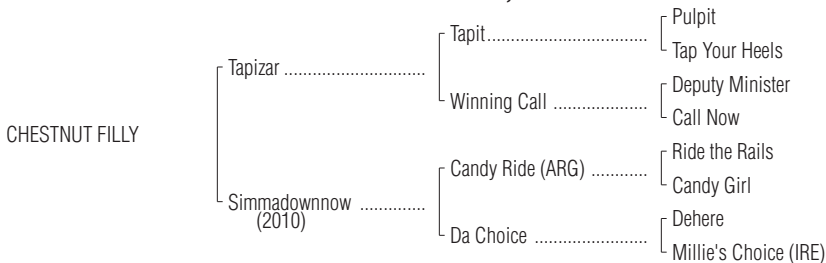 Pulpit
Tapit
Tap Your Heels
Tapizar
Deputy Minister
Winning Call
Call Now
CHESTNUT FILLY
Ride the Rails
Candy Ride (ARG)
Candy Girl
Simmadownnow
(2010)
Dehere
Da Choice
Millie's Choice (IRE)